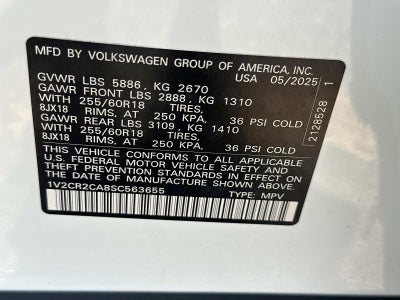 MFD BY VOLKSWAGEN GROUP OF AMERICA, INC.
USA 05/2025
GVWR LBS 5886, KG 2670
GAWR FRONT LBS 2888, KG 1310
WITH 255/60R18 TIRES,
8JX18 RIMS, AT 250 KPA, 36 PSI COLD
GAWR REAR LBS 3109, KG 1410
WITH 255/60R18 TIRES,
8JX18 RIMS, AT 250 KPA, 36 PSI COLD
THIS VEHICLE CONFORMS TO ALL APPLICABLE
U.S. FEDERAL MOTOR VEHICLE SAFETY AND
THEFT PREVENTION STANDARDS IN EFFECT ON THE
DATE OF MANUFACTURE SHOWN ABOVE.
1V2CR2CA8SC563655 TYPE: MPV
2128528 1